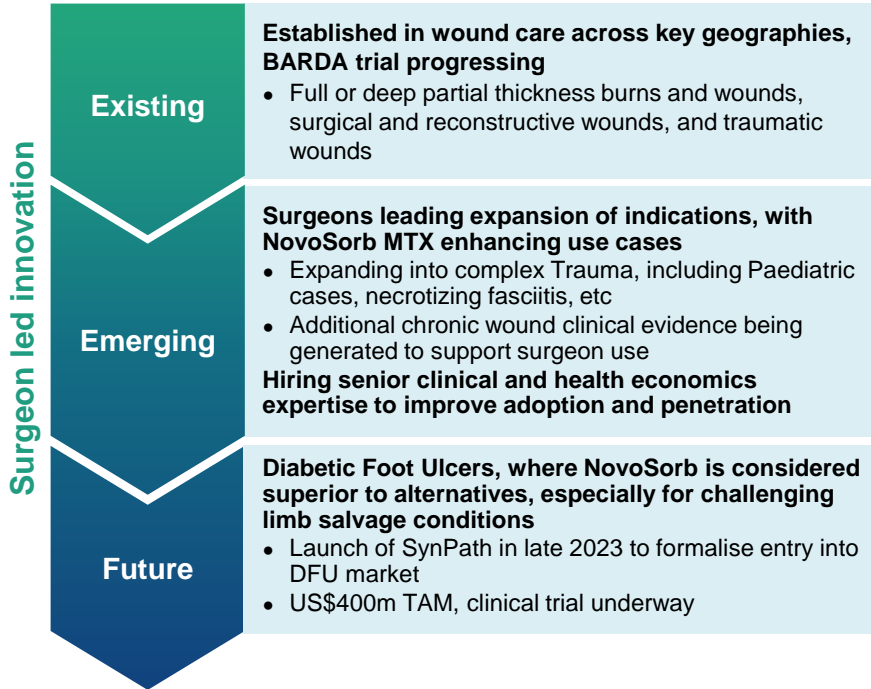 Surgeon led innovation
Existing
Established in wound care across key geographies,
BARDA trial progressing
• Full or deep partial thickness burns and wounds,
surgical and reconstructive wounds, and traumatic
wounds
Emerging
Surgeons leading expansion of indications, with
NovoSorb MTX enhancing use cases
• Expanding into complex Trauma, including Paediatric
cases, necrotizing fasciitis, etc
• Additional chronic wound clinical evidence being
generated to support surgeon use
Hiring senior clinical and health economics
expertise to improve adoption and penetration
Future
Diabetic Foot Ulcers, where NovoSorb is considered
superior to alternatives, especially for challenging
limb salvage conditions
• Launch of SynPath in late 2023 to formalise entry into
DFU market
• US$400m TAM, clinical trial underway